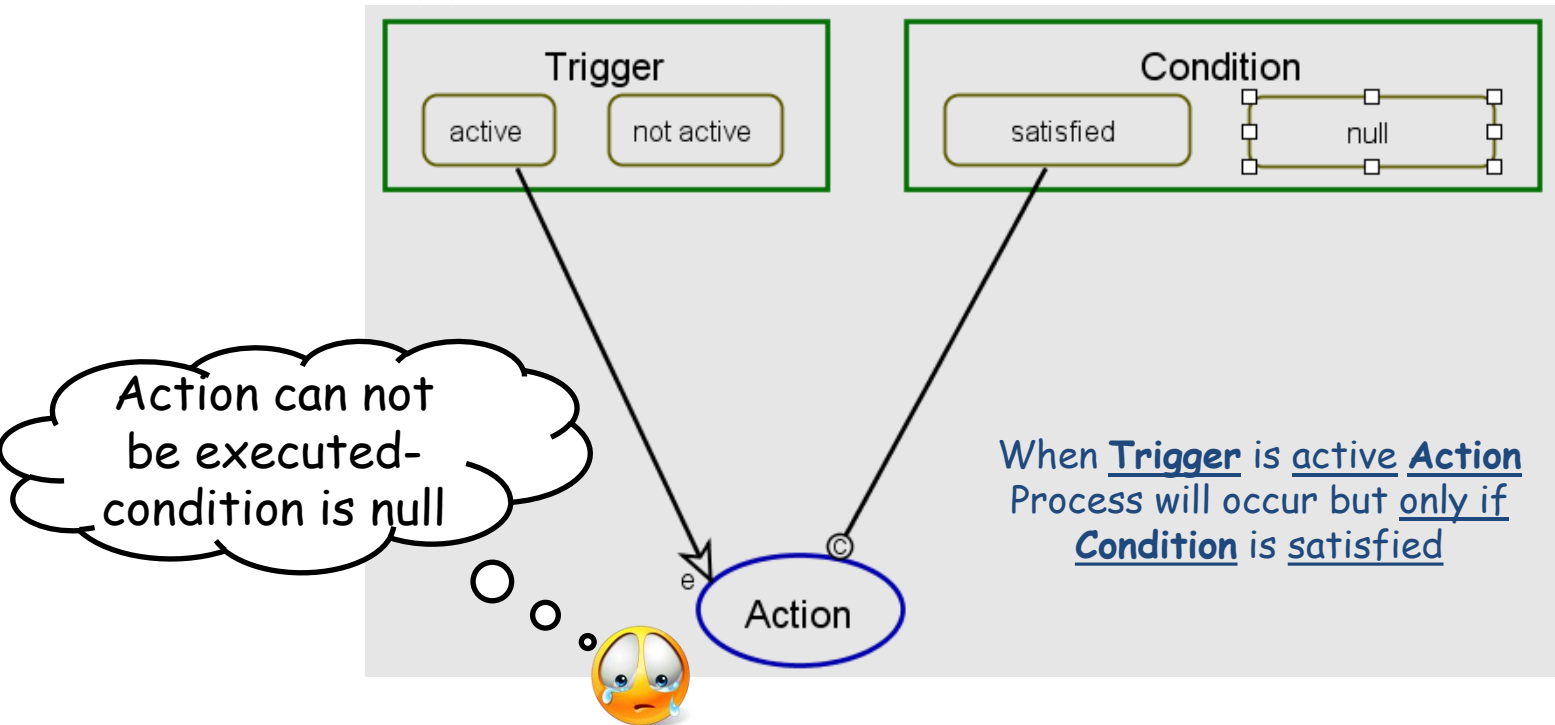 Trigger
active
not active
Condition
satisfied
null
Action can not
be executed-
condition is null
When Trigger is active Action
Process will occur but only if
Condition is satisfied
e
©
Action